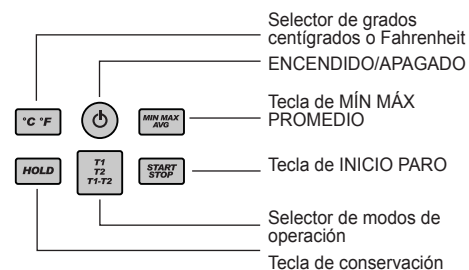 Selector de grados
centígrados o Fahrenheit
ENCENDIDO/APAGADO
°C °F
MIN MAX
AVG
Tecla de MÍN MÁX
PROMEDIO
HOLD
T1
T2
T1-T2
START
STOP
Tecla de INICIO PARO
Selector de modos de
operación
Tecla de conservación